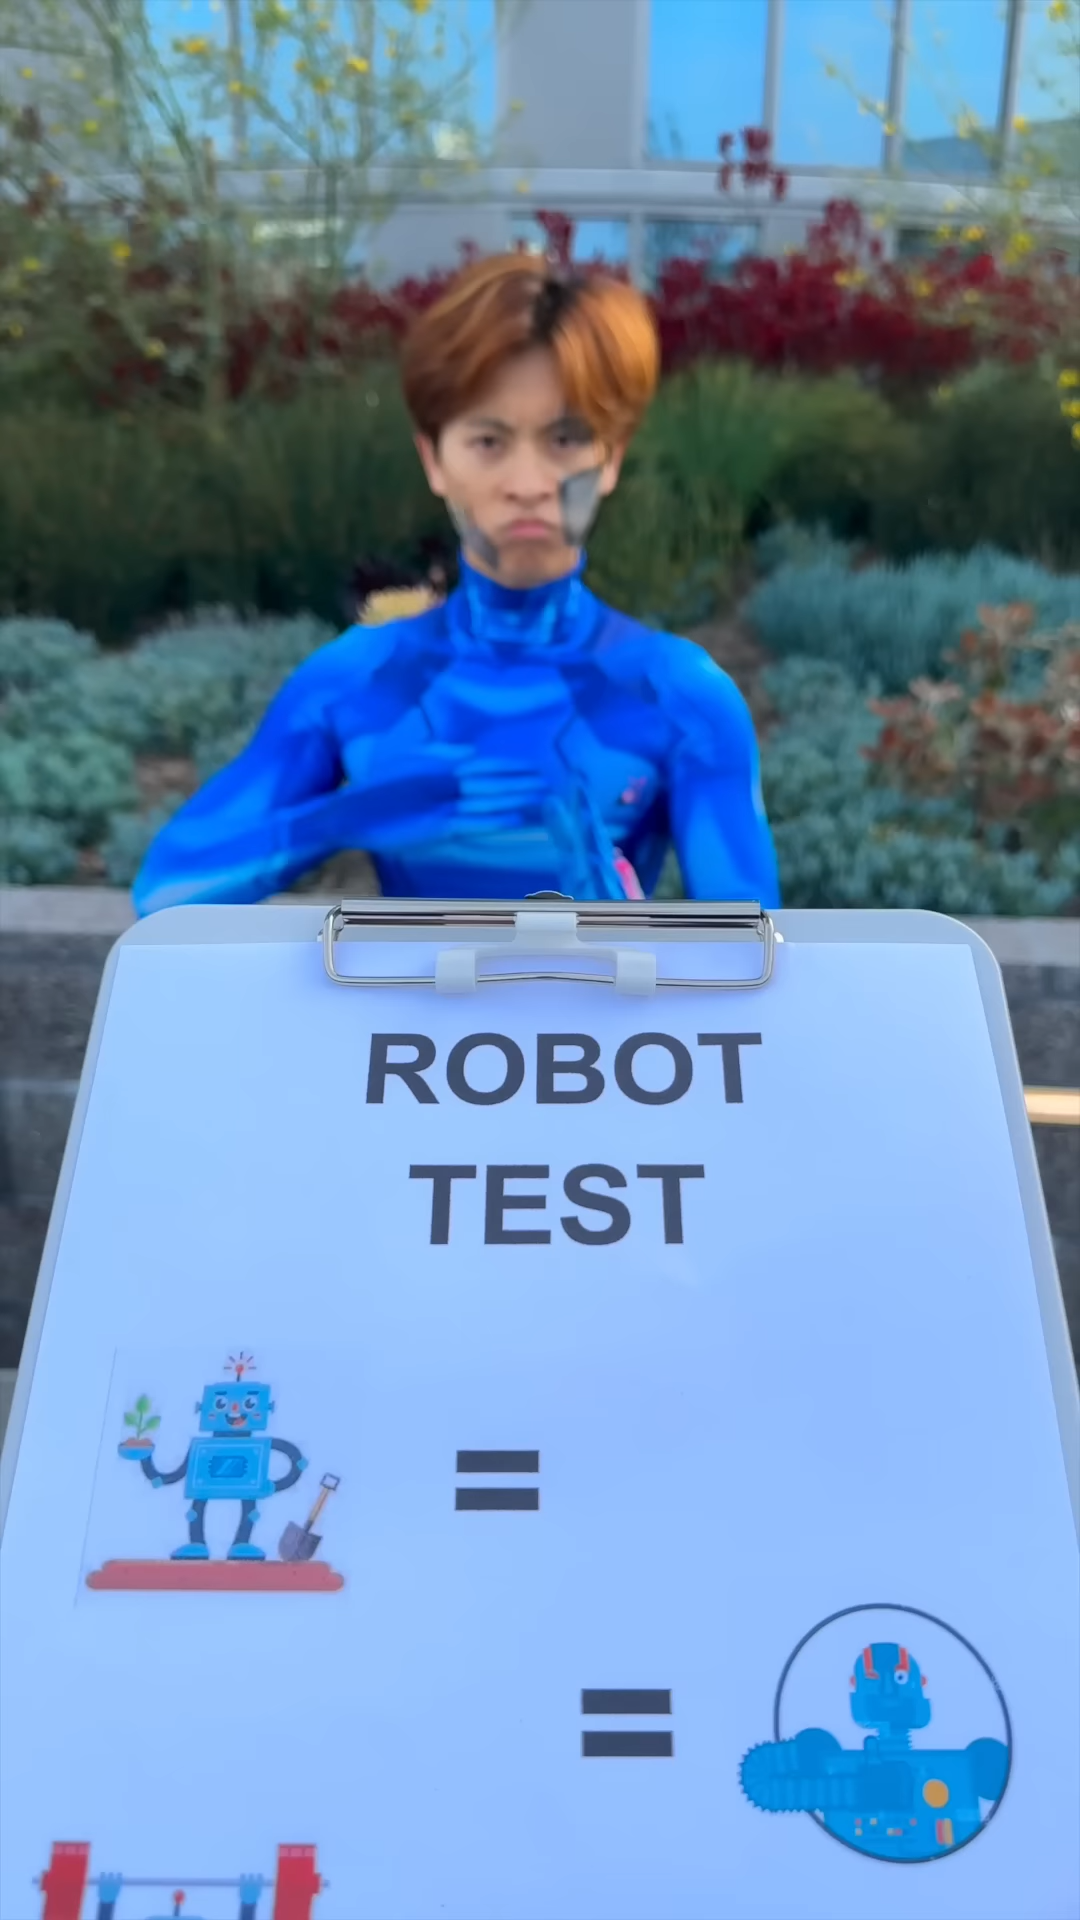 ROBOT
TEST
=
=